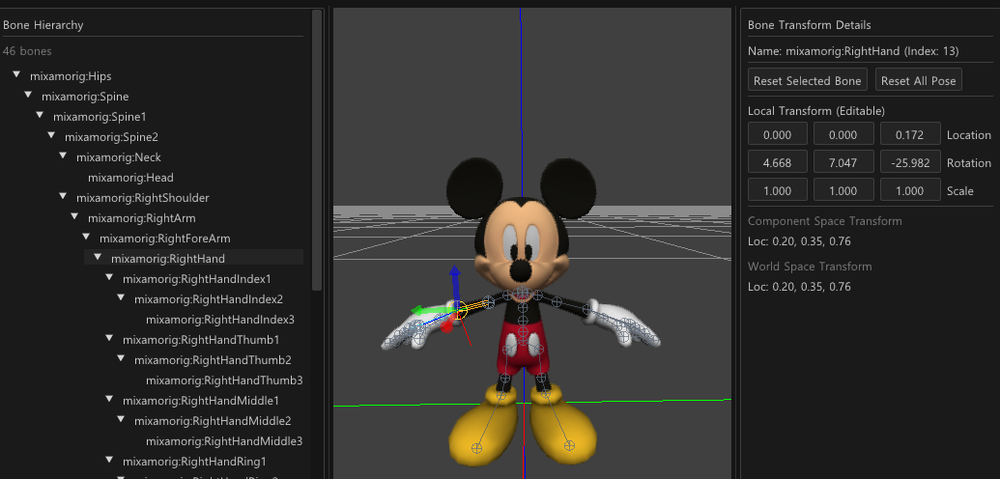 Bone Hierarchy
46 bones
mixamorig:Hips
mixamorig:Spine
mixamorig:Spine1
mixamorig:Spine2
mixamorig:Neck
mixamorig:Head
mixamorig:RightShoulder
mixamorig:RightArm
mixamorig:RightForeArm
mixamorig:RightHand
mixamorig:RightHandIndex1
mixamorig:RightHandIndex2
mixamorig:RightHandIndex3
mixamorig:RightHandThumb1
mixamorig:RightHandThumb2
mixamorig:RightHandThumb3
mixamorig:RightHandMiddle1
mixamorig:RightHandMiddle2
mixamorig:RightHandMiddle3
mixamorig:RightHandRing1
Bone Transform Details
Name: mixamorig:RightHand (Index: 13)
Reset Selected Bone Reset All Pose
Local Transform (Editable)
0.000 0.000 0.172 Location
4.668 7.047 -25.982 Rotation
1.000 1.000 1.000 Scale
Component Space Transform
Loc: 0.20, 0.35, 0.76
World Space Transform
Loc: 0.20, 0.35, 0.76